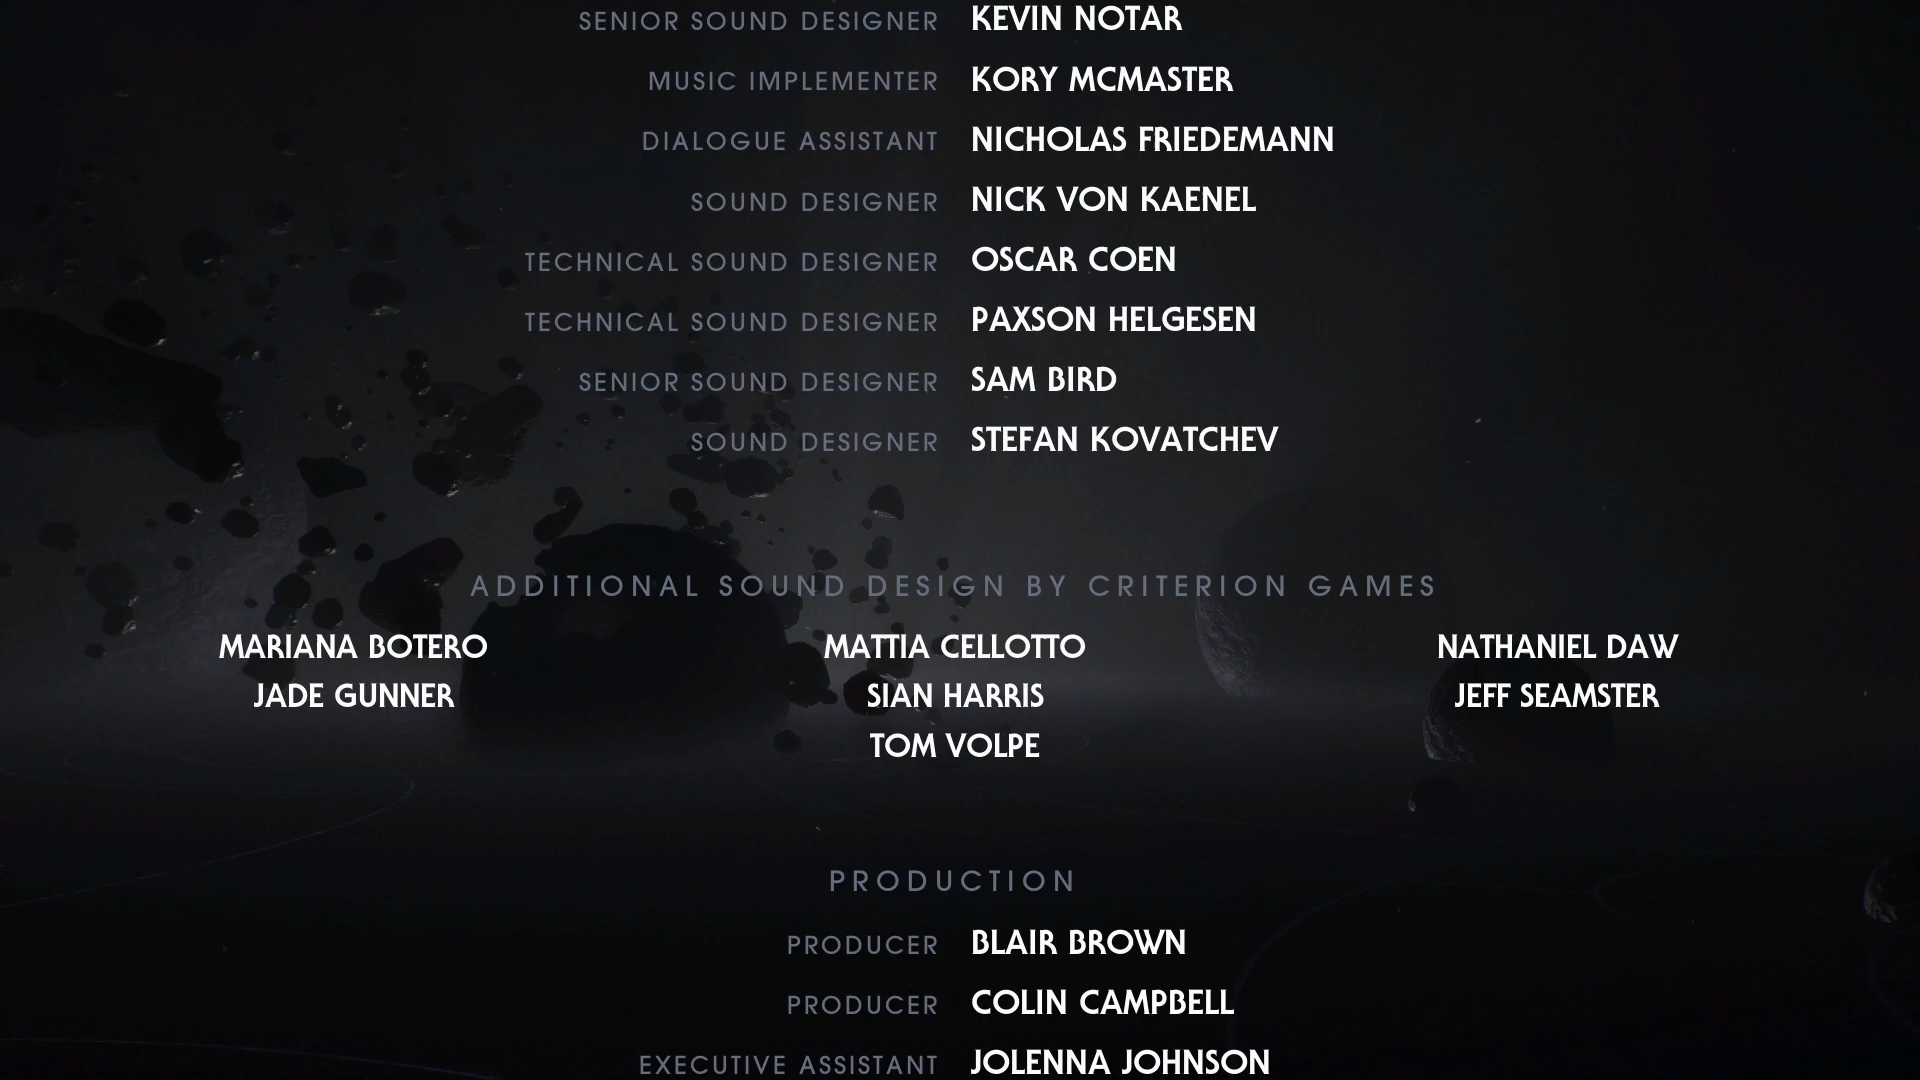 SENIOR SOUND DESIGNER KEVIN NOTAR
MUSIC IMPLEMENTER KORY MCMASTER
DIALOGUE ASSISTANT NICHOLAS FRIEDEMANN
SOUND DESIGNER NICK VON KAENEL
TECHNICAL SOUND DESIGNER OSCAR COEN
TECHNICAL SOUND DESIGNER PAXSON HELGESEN
SENIOR SOUND DESIGNER SAM BIRD
SOUND DESIGNER STEFAN KOVATCHEV
ADDITIONAL SOUND DESIGN BY CRITERION GAMES
MARIANA BOTERO MATTIA CELLOTTO NATHANIEL DAW
JADE GUNNER SIAN HARRIS JEFF SEAMSTER
TOM VOLPE
PRODUCTION
PRODUCER BLAIR BROWN
PRODUCER COLIN CAMPBELL
EXECUTIVE ASSISTANT JOLENNA JOHNSON